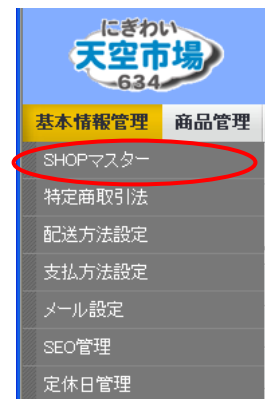 にぎわい
天空市場
634
基本情報管理 商品管理
SHOPマスター
特定商取引法
配送方法設定
支払方法設定
メール設定
SEO管理
定休日管理